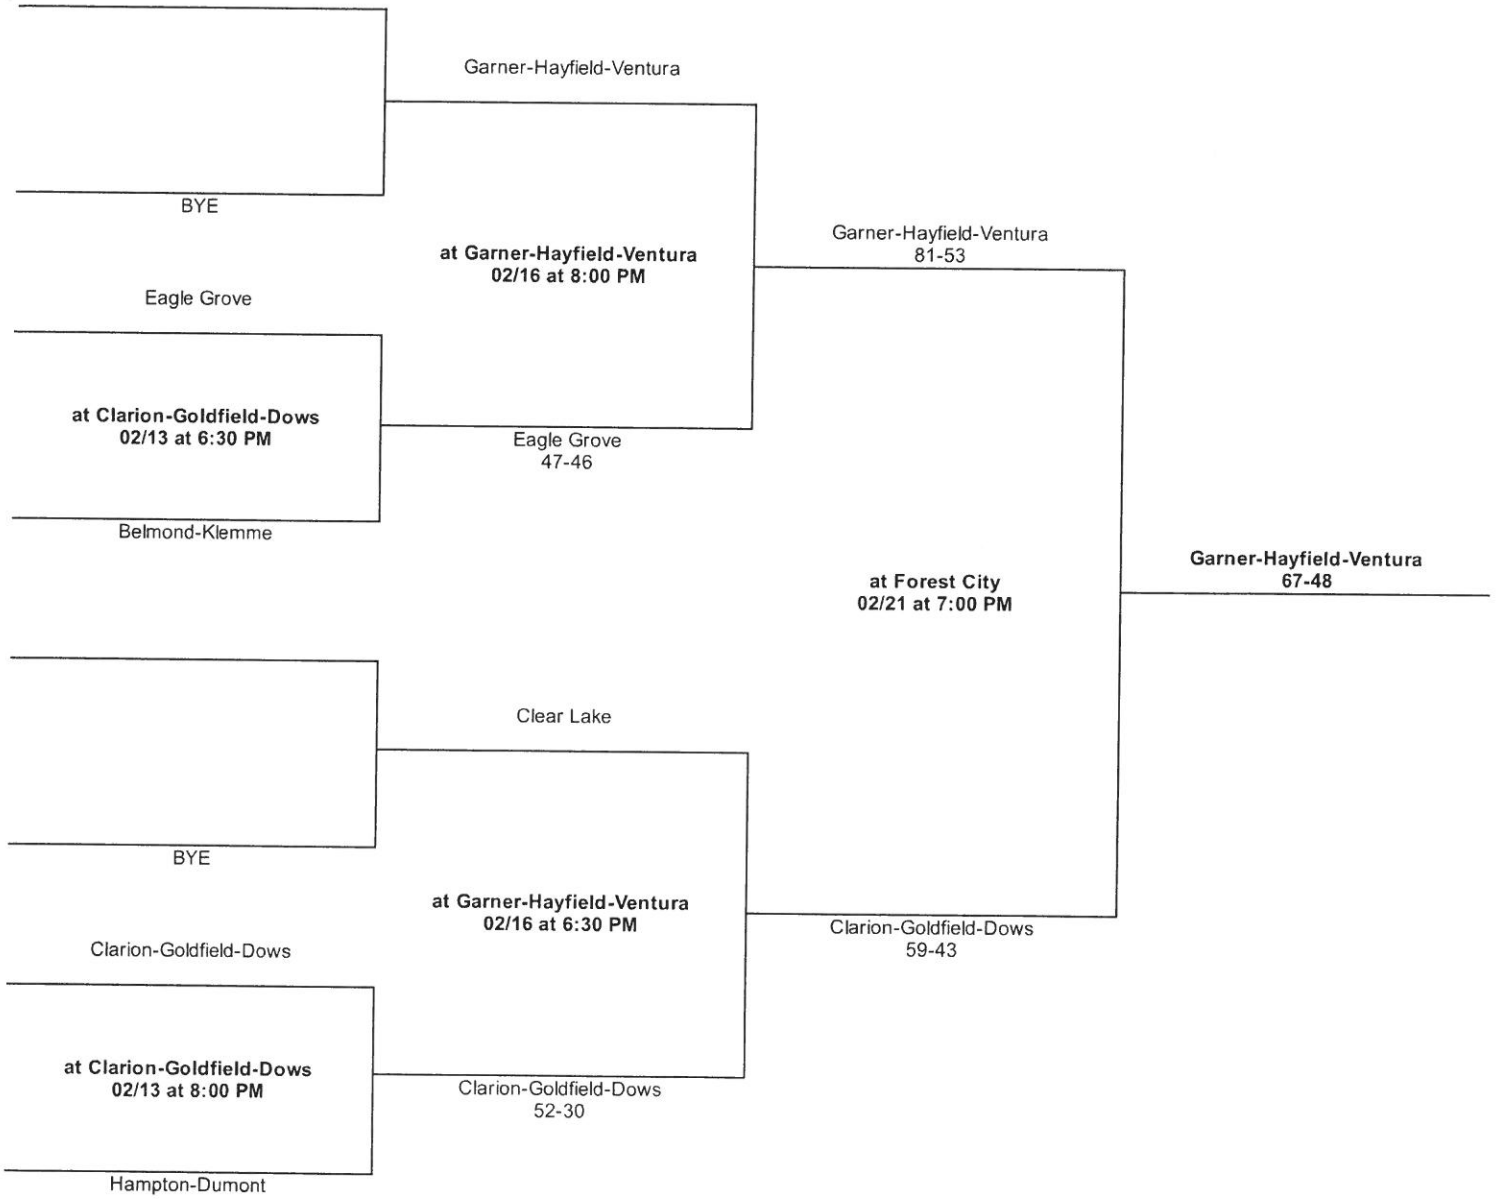 Garner-Hayfield-Ventura
BYE
at Garner-Hayfield-Ventura
02/16 at 8:00 PM
Garner-Hayfield-Ventura
81-53
Eagle Grove
at Clarion-Goldfield-Dows
02/13 at 6:30 PM
Eagle Grove
47-46
Belmond-Klemme
at Forest City
02/21 at 7:00 PM
Garner-Hayfield-Ventura
67-48
Clear Lake
BYE
at Garner-Hayfield-Ventura
02/16 at 6:30 PM
Clarion-Goldfield-Dows
59-43
Clarion-Goldfield-Dows
at Clarion-Goldfield-Dows
02/13 at 8:00 PM
Clarion-Goldfield-Dows
52-30
Hampton-Dumont